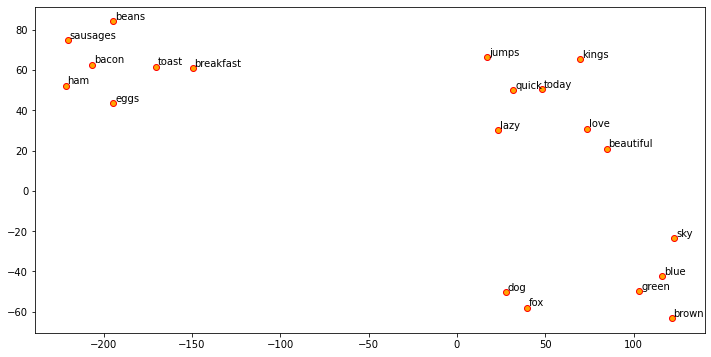 80
60
40
20
0
−20
−40
−60
−200
−150
−100
−50
0
50
100
beans
sausages
bacon
toast
breakfast
ham
eggs
jumps
kings
quick
today
lazy
love
beautiful
sky
blue
dog
green
fox
brown